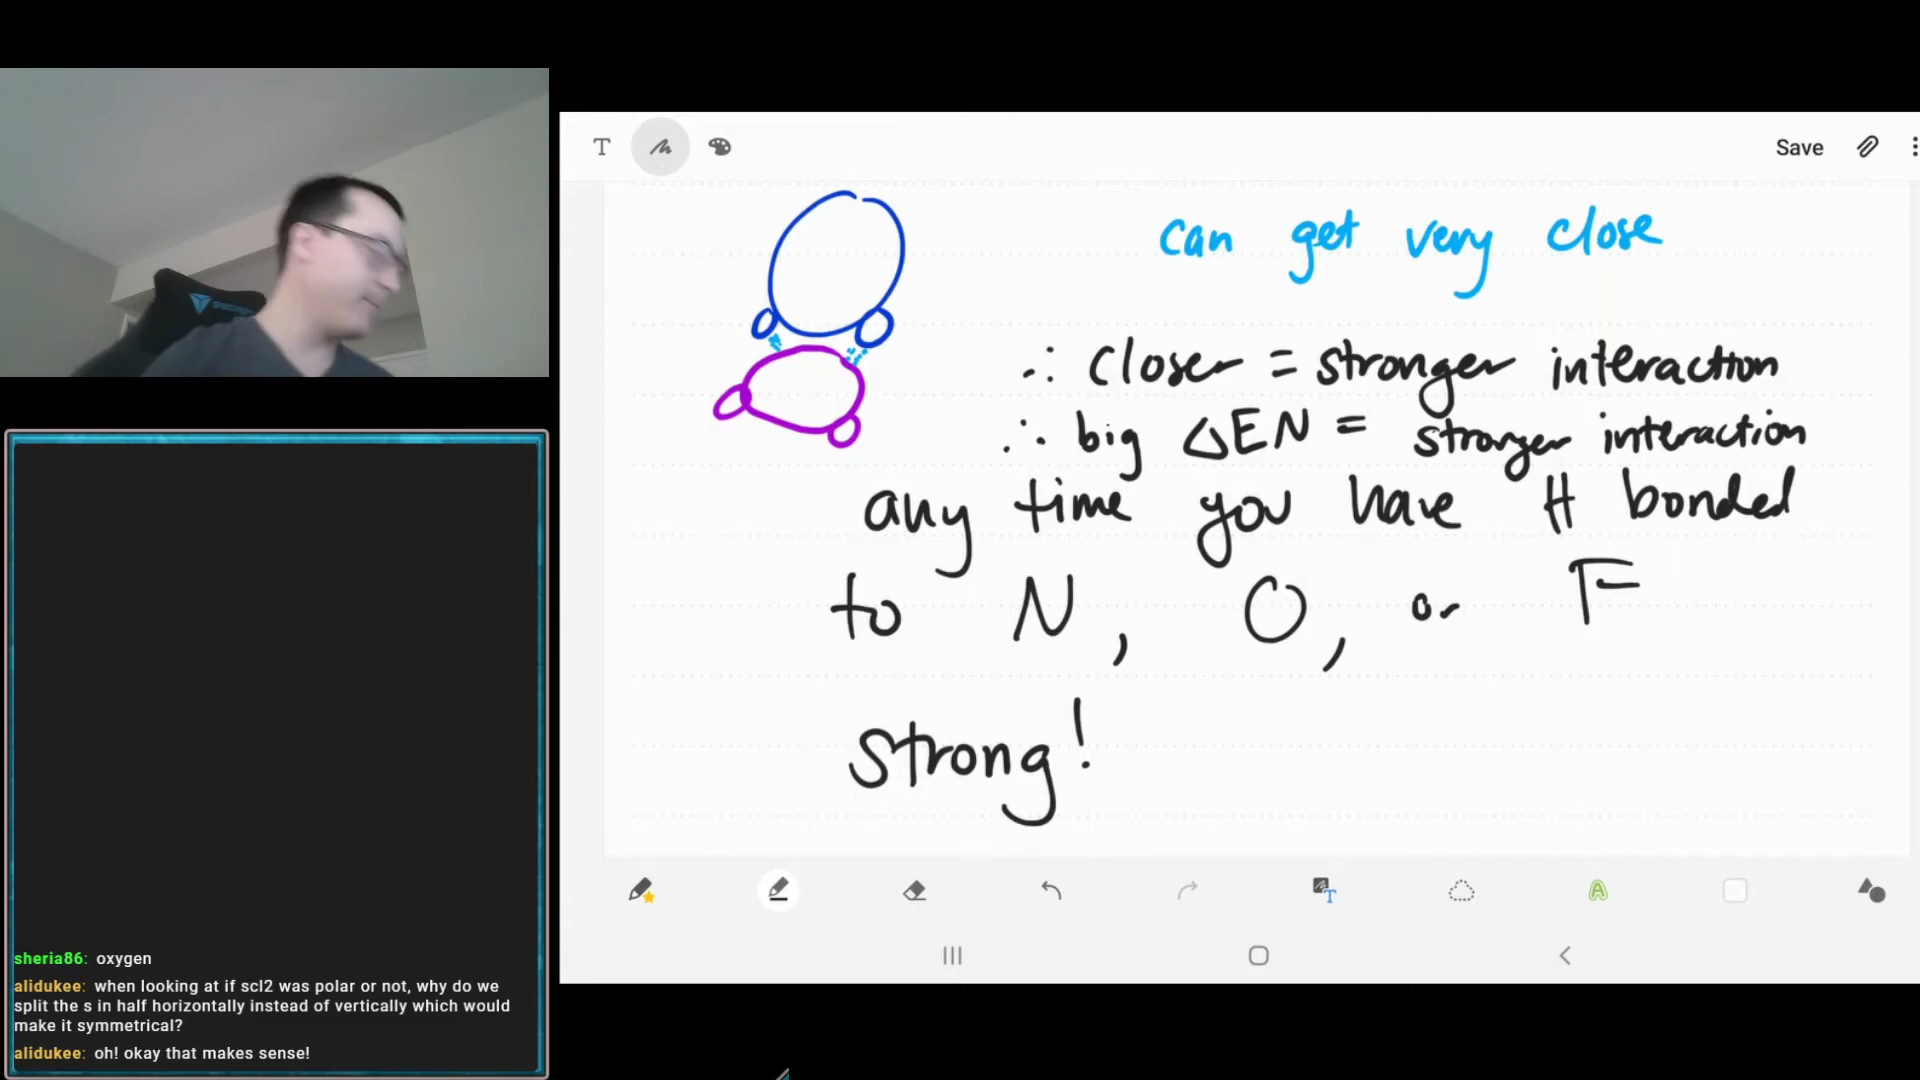 T
Save
can get very close
∴ closer = stronger interaction
∴ big ΔEN = stronger interaction
any time you have H bonded
to N, O, or F
strong!
T
A
sheria86: oxygen
alidukee: when looking at if scl2 was polar or not, why do we
split the s in half horizontally instead of vertically which would
make it symmetrical?
alidukee: oh! okay that makes sense!